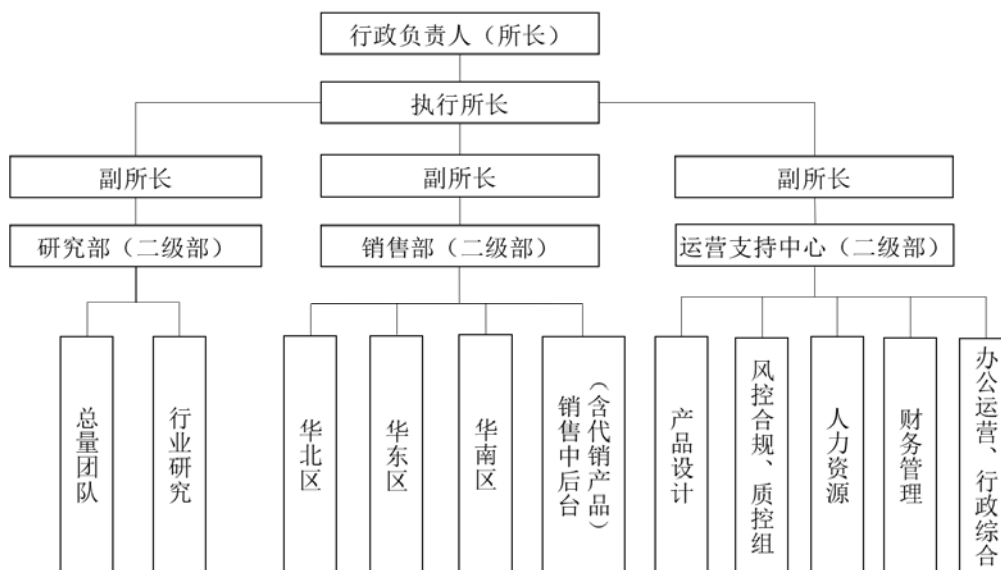 行政负责人（所长）
执行所长
副所长
副所长
副所长
研究部（二级部）
销售部（二级部）
运营支持中心（二级部）
总量团队
行业研究
华北区
华东区
华南区
销售中后台
（含代销产品）
产品设计
风控合规、质控组
人力资源
财务管理
办公运营、行政综合